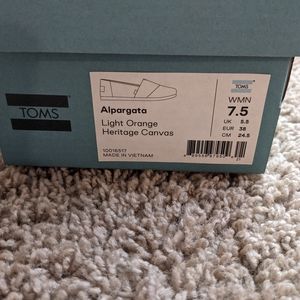 TOMS
Alpargata
Light Orange
Heritage Canvas
10016517
MADE IN VIETNAM
TOMS
WMN
7.5
UK 5.5
EUR 38
CM 24.5